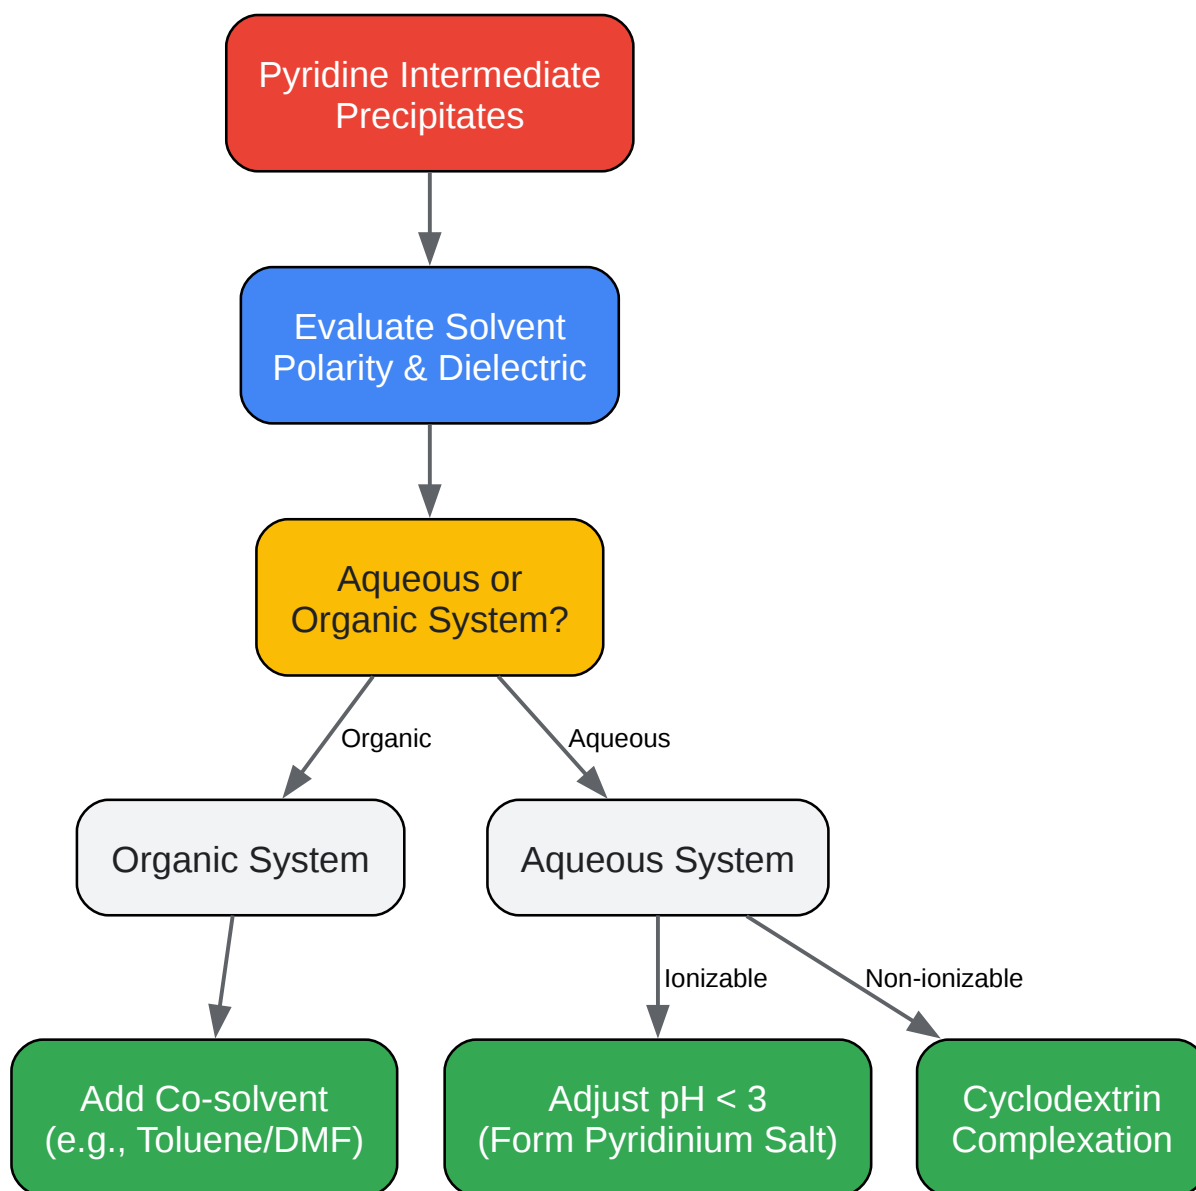 Pyridine Intermediate
Precipitates
Evaluate Solvent
Polarity & Dielectric
Aqueous or
Organic System?
Organic
Aqueous
Organic System
Aqueous System
Ionizable
Non-ionizable
Add Co-solvent
(e.g., Toluene/DMF)
Adjust pH < 3
(Form Pyridinium Salt)
Cyclodextrin
Complexation